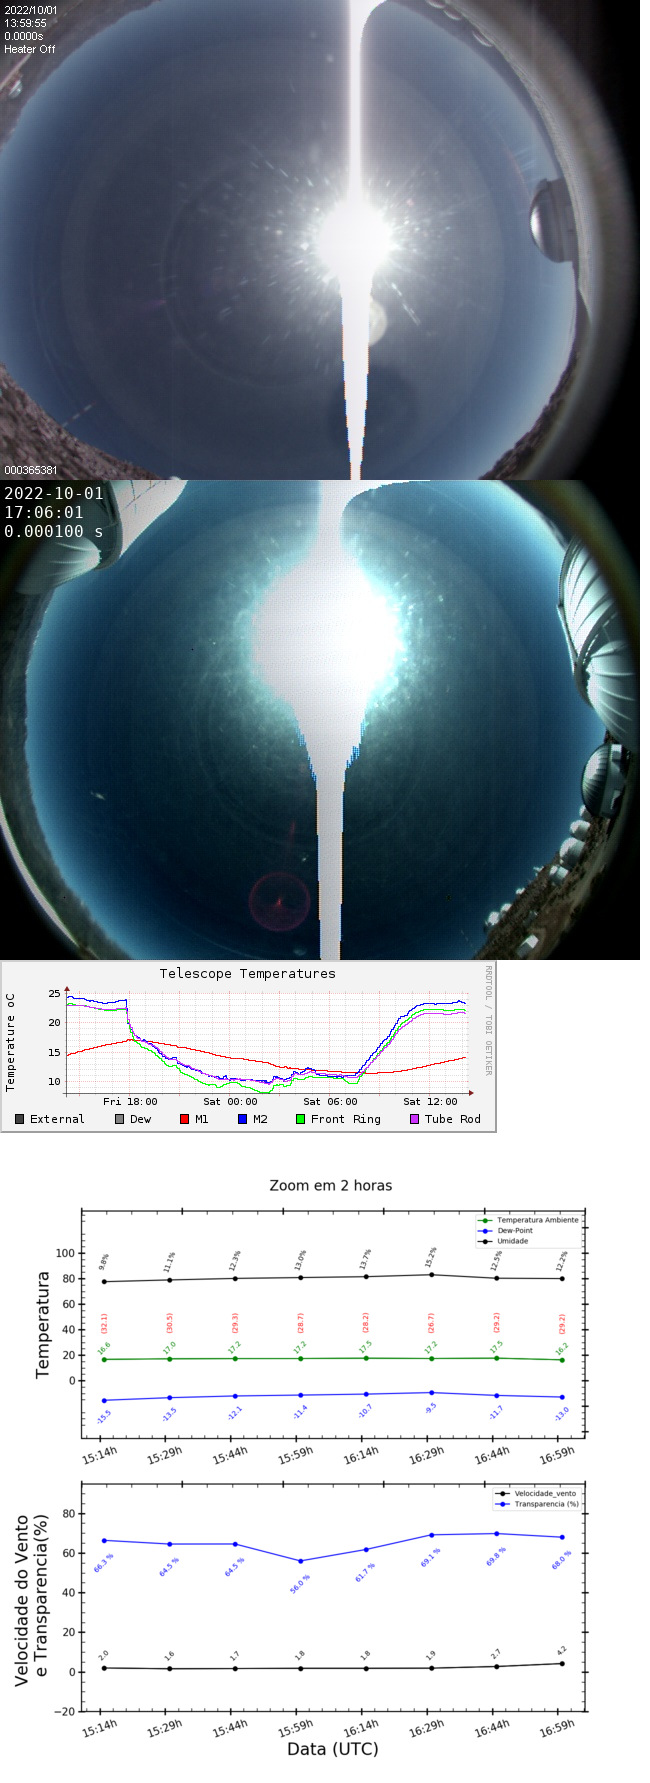 2022/10/01
13:59:55
0.0000s
Heater Off
000365381
2022-10-01
17:06:01
0.000100 s
Telescope Temperatures
RRDTOOL / TOBI OETIKER
Temperature oC
25
20
15
10
Fri 18:00 Sat 00:00 Sat 06:00 Sat 12:00
External Dew M1 M2 Front Ring Tube Rod
Zoom em 2 horas
Temperatura Ambiente
Dew-Point
Umidade
Temperatura
100
80
60
40
20
0
9.8% 11.1% 12.3% 13.0% 13.7% 15.2% 12.5% 12.2%
(32.1) (30.5) (29.3) (28.7) (28.2) (26.7) (29.2) (29.2)
16.6 17.0 17.2 17.2 17.5 17.2 17.5 16.2
-15.5 -13.5 -12.1 -11.4 -10.7 -9.5 -11.7 -13.0
15:14h 15:29h 15:44h 15:59h 16:14h 16:29h 16:44h 16:59h
Velocidade_vento
Transparencia (%)
Velocidade do Vento
e Transparencia(%)
80
60
40
20
0
−20
66.3 % 64.5 % 64.5 % 56.0 % 61.7 % 69.1 % 69.8 % 68.0 %
2.0 1.6 1.7 1.8 1.8 1.9 2.7 4.2
15:14h 15:29h 15:44h 15:59h 16:14h 16:29h 16:44h 16:59h
Data (UTC)